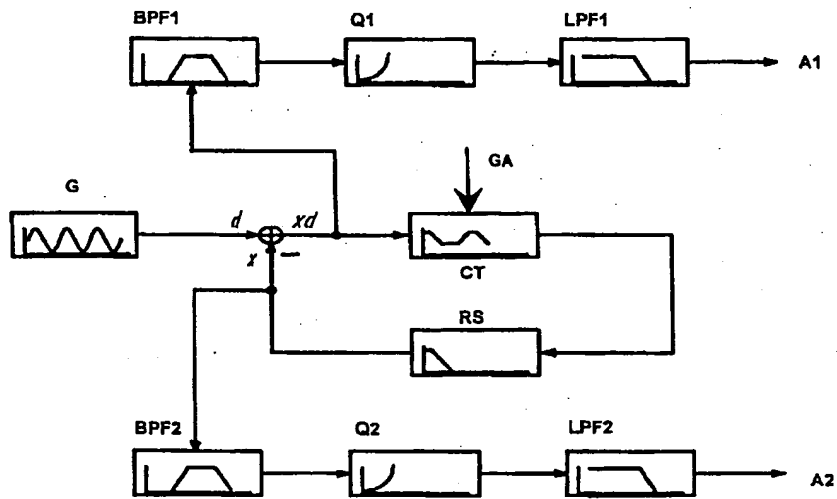 BPF1 Q1 LPF1
A1
GA
G
d xd
x −
CT
RS
BPF2 Q2 LPF2
A2